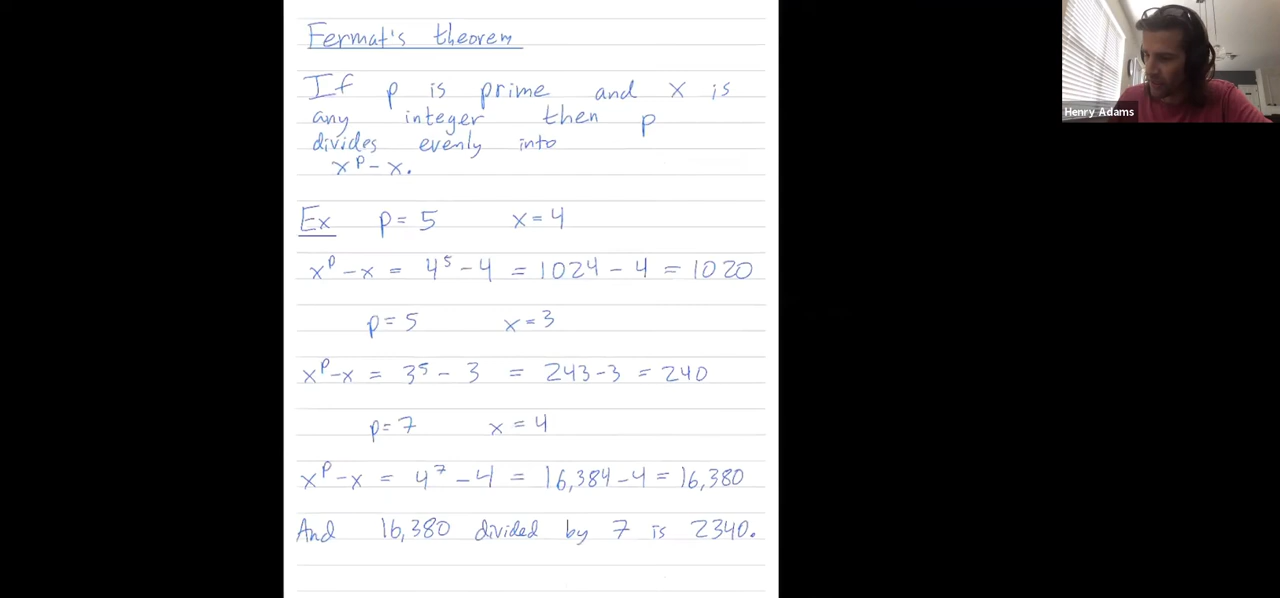 Fermat's theorem
If p is prime and x is
any integer then p
divides evenly into
x^p - x.
Ex p = 5 x = 4
x^p - x = 4^5 - 4 = 1024 - 4 = 1020
p = 5 x = 3
x^p - x = 3^5 - 3 = 243 - 3 = 240
p = 7 x = 4
x^p - x = 4^7 - 4 = 16,384 - 4 = 16,380
And 16,380 divided by 7 is 2340.
Henry Adams